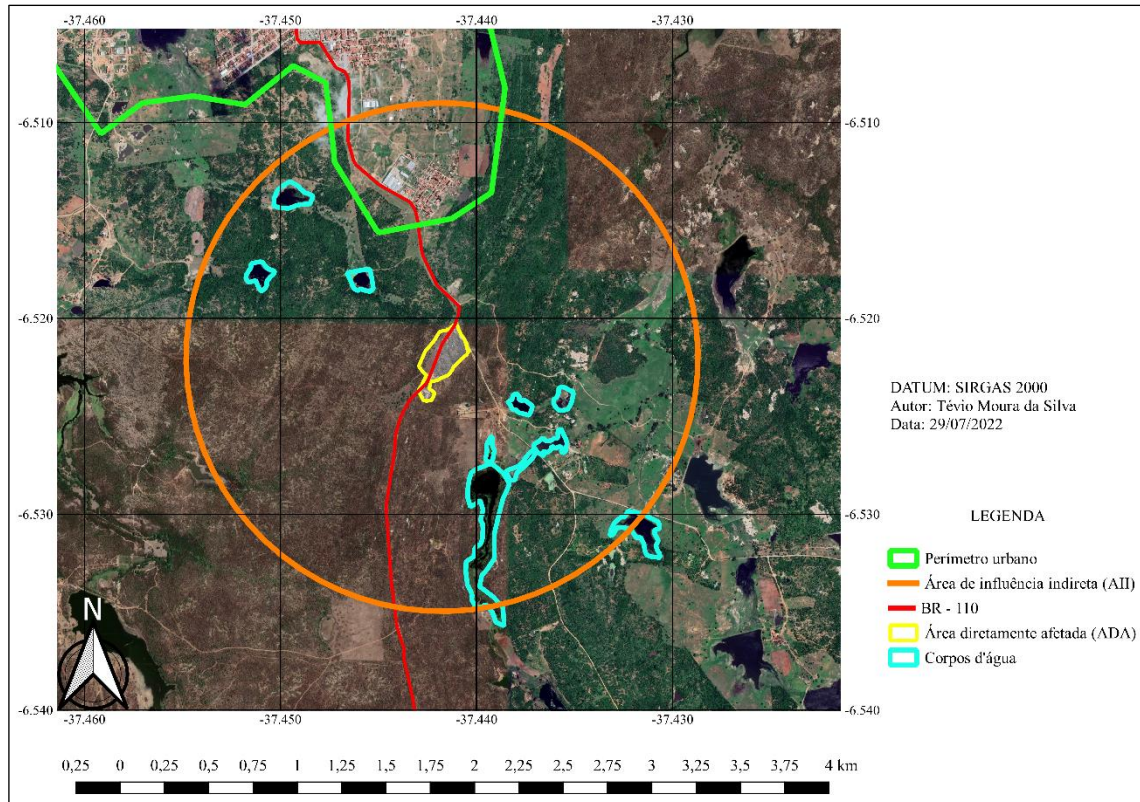 -37.460 -37.450 -37.440 -37.430
-6.510 -6.510
-6.520 -6.520
DATUM: SIRGAS 2000
Autor: Tévio Moura da Silva
Data: 29/07/2022
-6.530 -6.530
LEGENDA
Perímetro urbano
Área de influência indireta (AII)
BR - 110
Área diretamente afetada (ADA)
Corpos d'água
N
-6.540 -6.540
-37.460 -37.450 -37.440 -37.430
0,25 0 0,25 0,5 0,75 1 1,25 1,5 1,75 2 2,25 2,5 2,75 3 3,25 3,5 3,75 4 km